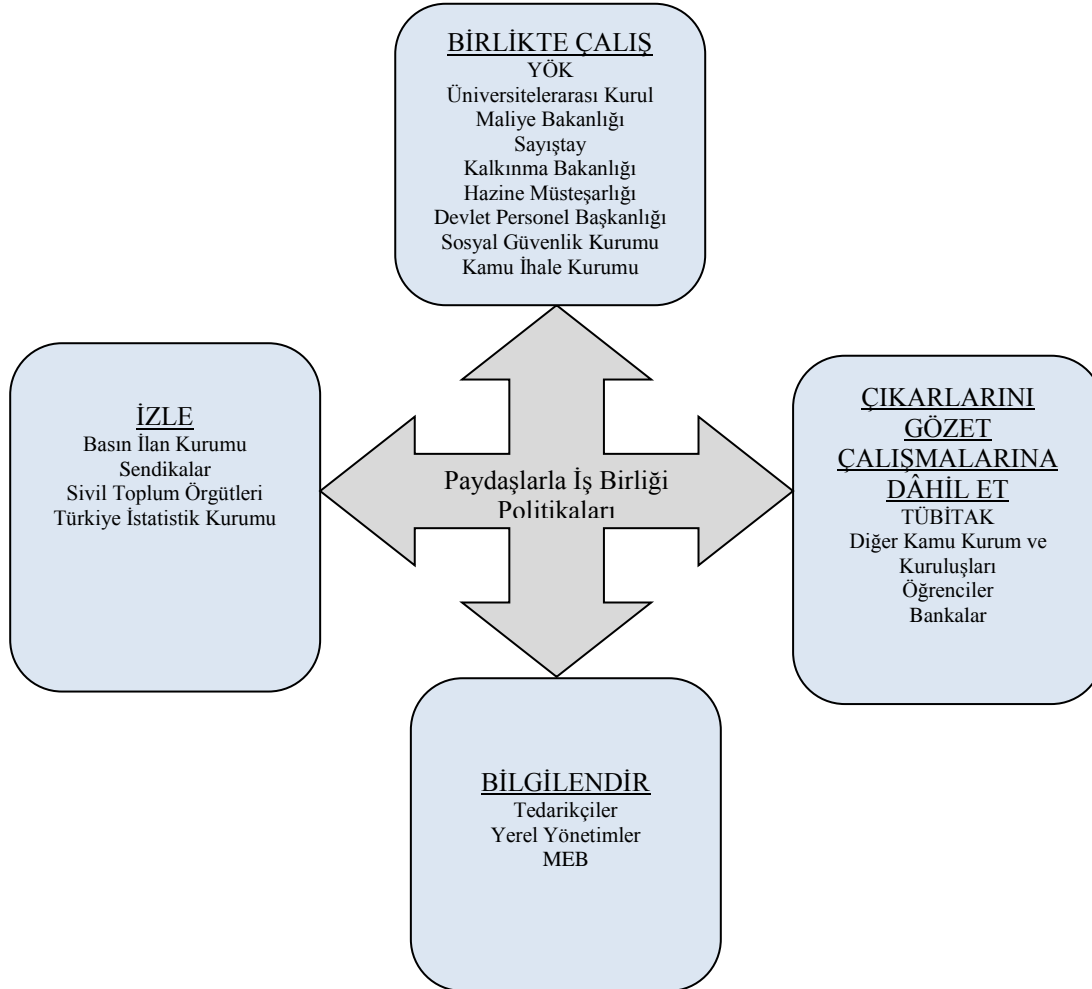 BİRLİKTE ÇALIŞ
YÖK
Üniversitelerarası Kurul
Maliye Bakanlığı
Sayıştay
Kalkınma Bakanlığı
Hazine Müsteşarlığı
Devlet Personel Başkanlığı
Sosyal Güvenlik Kurumu
Kamu İhale Kurumu
İZLE
Basın İlan Kurumu
Sendikalar
Sivil Toplum Örgütleri
Türkiye İstatistik Kurumu
Paydaşlarla İş Birliği
Politikaları
ÇIKARLARINI
GÖZET
ÇALIŞMALARINA
DÂHİL ET
TÜBİTAK
Diğer Kamu Kurum ve
Kuruluşları
Öğrenciler
Bankalar
BİLGİLENDİR
Tedarikçiler
Yerel Yönetimler
MEB